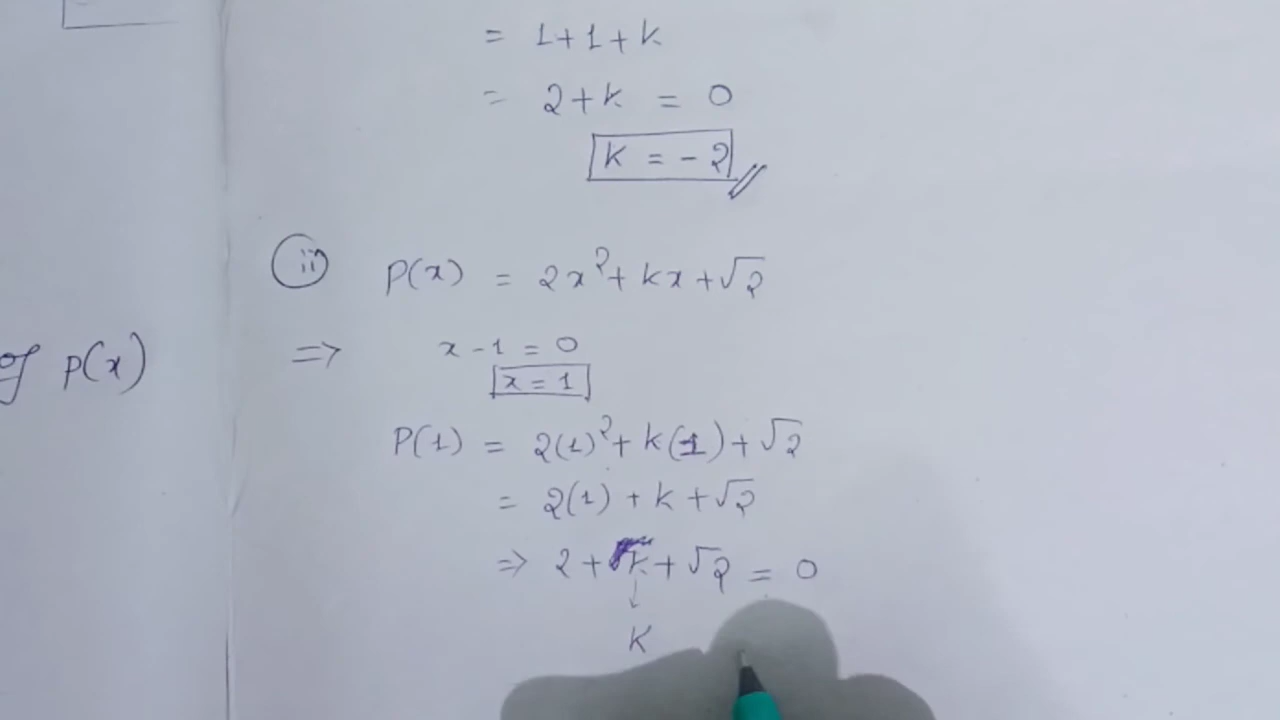 = 1+1+k
= 2+k = 0
k = -2
(ii) P(x) = 2x²+kx+√2
of p(x)
=> x-1 = 0
x = 1
P(1) = 2(1)²+k(1)+√2
= 2(1)+k+√2
=> 2+k+√2 = 0
↓
K